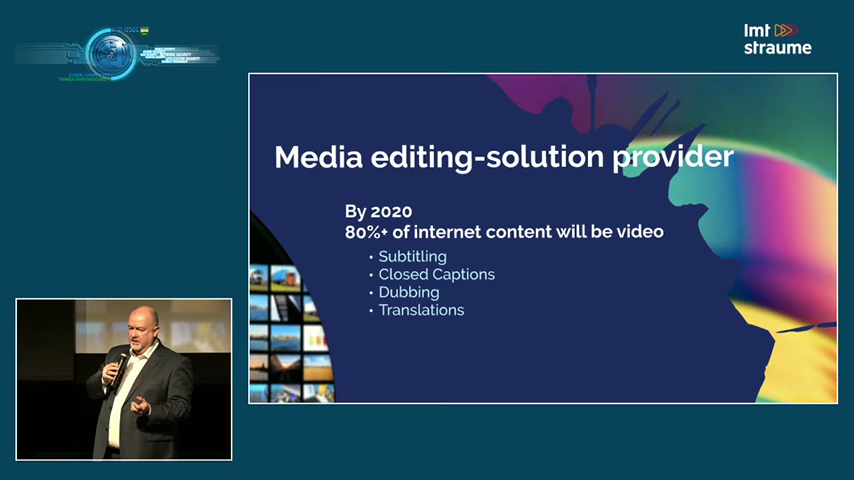 lmt
straume
Media editing-solution provider
By 2020
80%+ of internet content will be video
• Subtitling
• Closed Captions
• Dubbing
• Translations